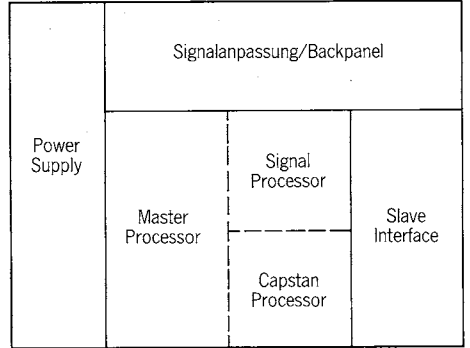 Signalanpassung/Backpanel
Power
Supply
Signal
Processor
Master
Processor
Slave
Interface
Capstan
Processor